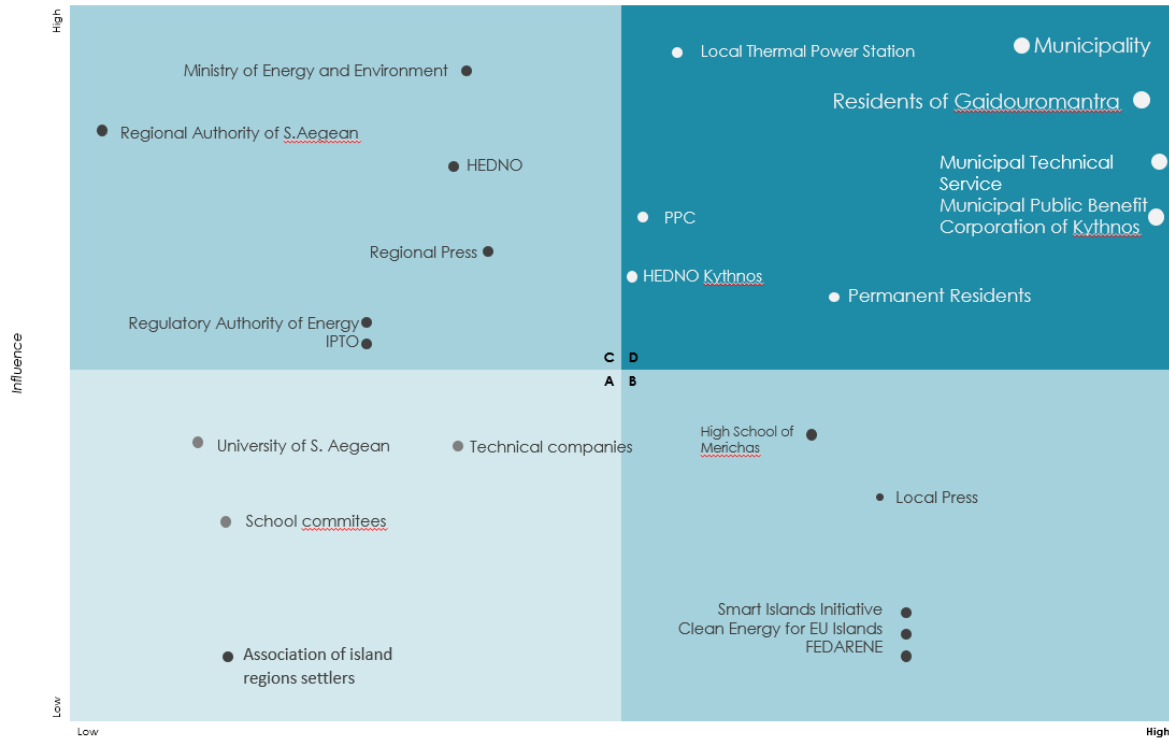 High
Local Thermal Power Station
Municipality
Ministry of Energy and Environment
Residents of Gaidouromantra
Regional Authority of S.Aegean
HEDNO
Municipal Technical
Service
Municipal Public Benefit
Corporation of Kythnos
PPC
Regional Press
HEDNO Kythnos
Permanent Residents
Regulatory Authority of Energy
IPTO
Influence
C D
A B
University of S. Aegean
Technical companies
High School of
Merichas
Local Press
School commitees
Smart Islands Initiative
Clean Energy for EU Islands
FEDARENE
Association of island
regions settlers
Low
Low
High